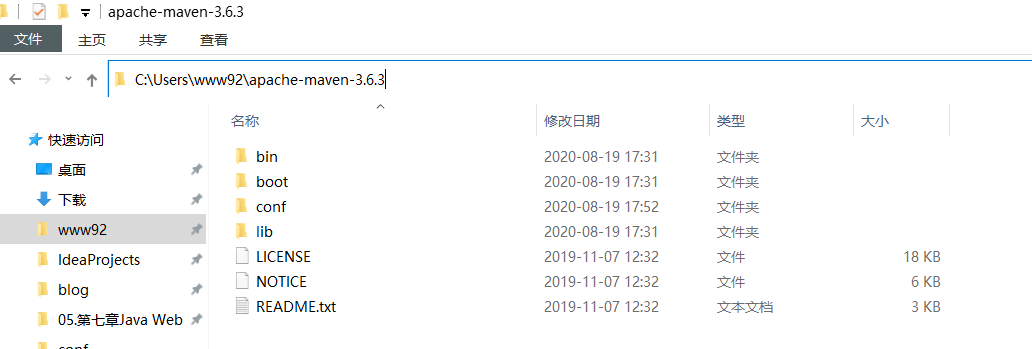 apache-maven-3.6.3
文件 主页 共享 查看
C:\Users\www92\apache-maven-3.6.3
名称 修改日期 类型 大小
快速访问
桌面
下载
www92
IdeaProjects
blog
05.第七章Java Web
bin 2020-08-19 17:31 文件夹
boot 2020-08-19 17:31 文件夹
conf 2020-08-19 17:52 文件夹
lib 2020-08-19 17:31 文件夹
LICENSE 2019-11-07 12:32 文件 18 KB
NOTICE 2019-11-07 12:32 文件 6 KB
README.txt 2019-11-07 12:32 文本文档 3 KB